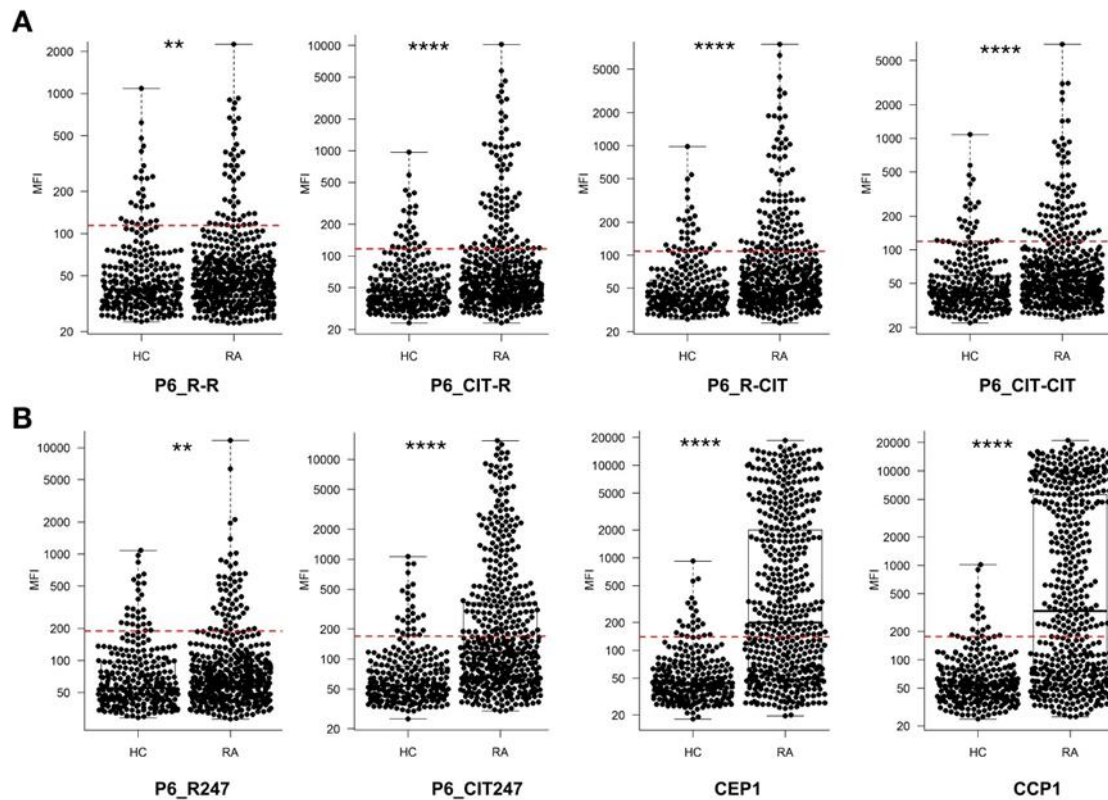 A
** **** **** ****
MFI 2000 1000 500 200 100 50 20
MFI 10000 5000 2000 1000 500 200 100 50 20
MFI 5000 2000 1000 500 200 100 50 20
MFI 5000 2000 1000 500 200 100 50 20
HC RA HC RA HC RA HC RA
P6_R-R P6_CIT-R P6_R-CIT P6_CIT-CIT
B
** **** **** ****
MFI 10000 5000 2000 1000 500 200 100 50
MFI 10000 5000 2000 1000 500 200 100 50 20
MFI 20000 10000 5000 2000 1000 500 200 100 50 20
MFI 20000 10000 5000 2000 1000 500 200 100 50 20
HC RA HC RA HC RA HC RA
P6_R247 P6_CIT247 CEP1 CCP1